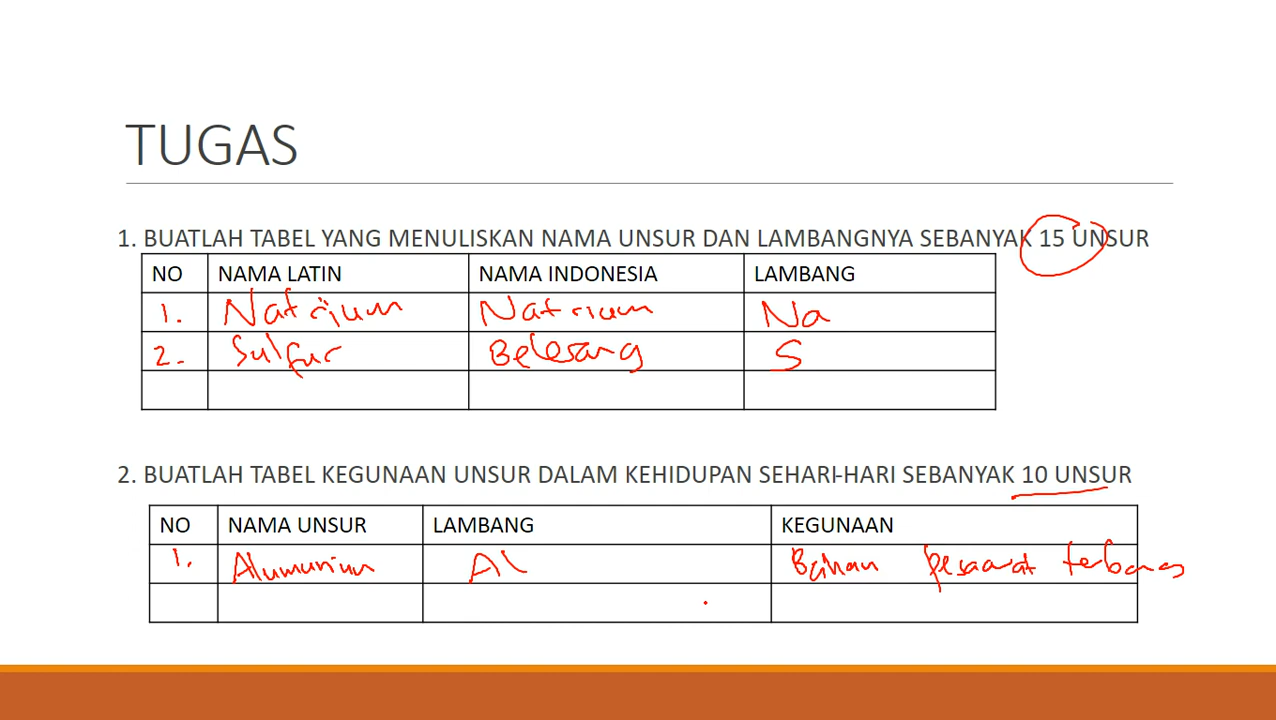 TUGAS
1. BUATLAH TABEL YANG MENULISKAN NAMA UNSUR DAN LAMBANGNYA SEBANYAK 15 UNSUR
NO NAMA LATIN NAMA INDONESIA LAMBANG
1. Natrium Natrium Na
2. Sulfur Belerang S
2. BUATLAH TABEL KEGUNAAN UNSUR DALAM KEHIDUPAN SEHARI-HARI SEBANYAK 10 UNSUR
NO NAMA UNSUR LAMBANG KEGUNAAN
1. Alumunium Al Bahan pesawat terbang